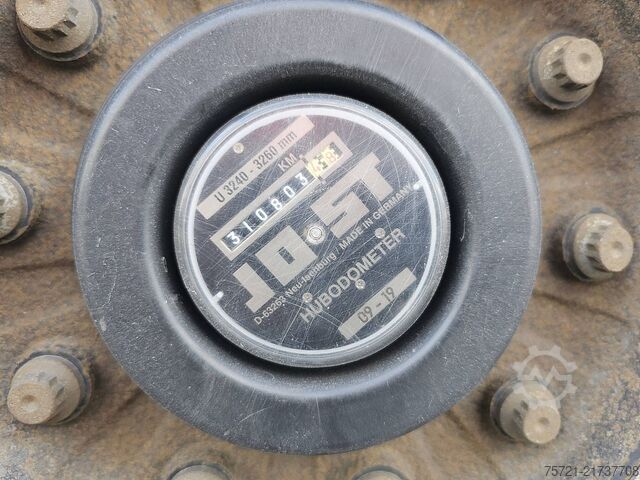 U 3240 - 3260 mm
KM
310803
JOST
D-63263 Neu-Isenburg / MADE IN GERMANY
HUBODOMETER
09 - 19
75721-21737708